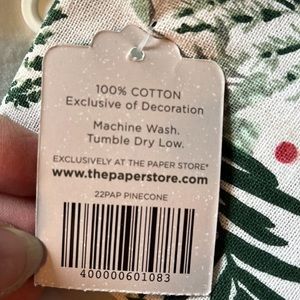 100% COTTON
Exclusive of Decoration
Machine Wash.
Tumble Dry Low.
EXCLUSIVELY AT THE PAPER STORE®
www.thepaperstore.com
22PAP PINECONE
400000601083